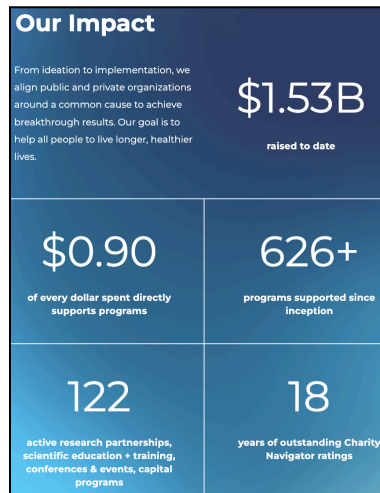 Our Impact
From ideation to implementation, we
align public and private organizations
around a common cause to achieve
breakthrough results. Our goal is to
help all people to live longer, healthier
lives.
$1.53B
raised to date
$0.90
of every dollar spent directly
supports programs
626+
programs supported since
inception
122
active research partnerships,
scientific education + training,
conferences & events, capital
programs
18
years of outstanding Charity
Navigator ratings